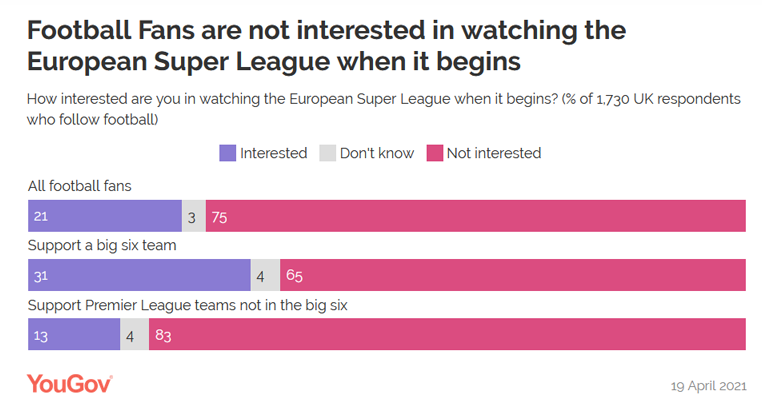 Football Fans are not interested in watching the
European Super League when it begins
How interested are you in watching the European Super League when it begins? (% of 1,730 UK respondents
who follow football)
Interested Don't know Not interested
All football fans
21 3 75
Support a big six team
31 4 65
Support Premier League teams not in the big six
13 4 83
YouGov 19 April 2021